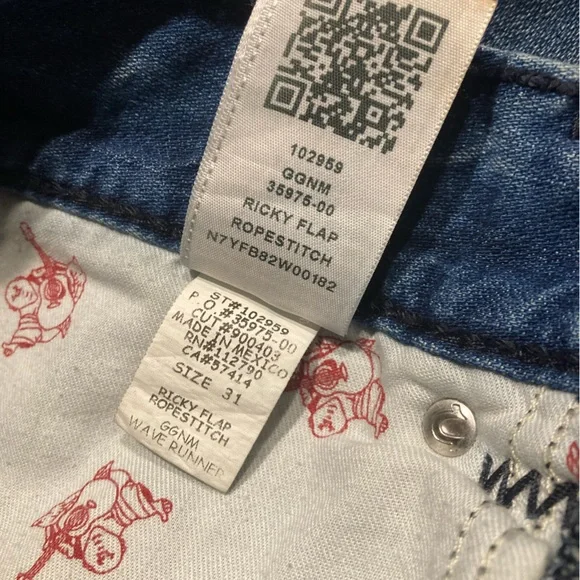 102959
GGNM
35975-00
RICKY FLAP
ROPESTITCH
N7YFB82W00182
ST#102959
P.O#35975-00
CUT#900403
MADE IN MEXICO
RN#112790
CA#57414
SIZE 31
RICKY FLAP
ROPESTITCH
GGNM
WAVE RUNNER